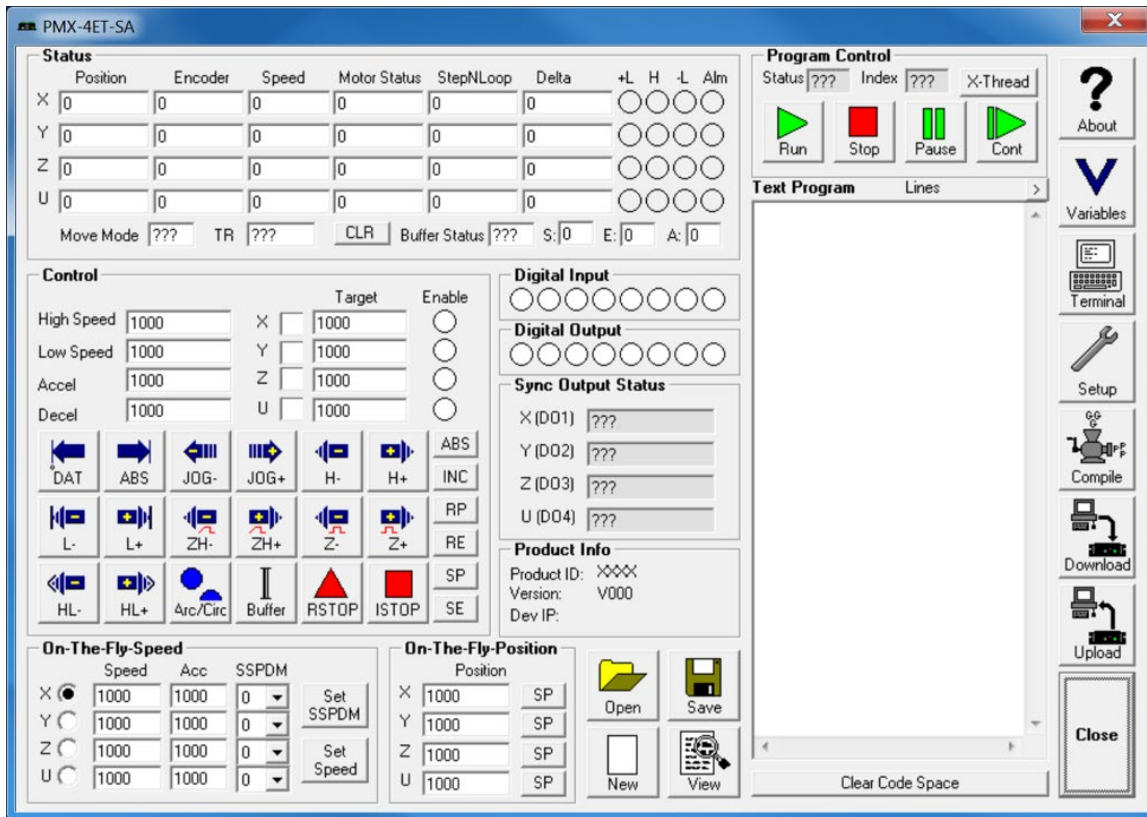 PMX-4ET-SA
Status
Position Encoder Speed Motor Status StepNLoop Delta +L H -L Alm
X 0 0 0 0 0 0
Y 0 0 0 0 0 0
Z 0 0 0 0 0 0
U 0 0 0 0 0 0
Move Mode ??? TR ??? CLR Buffer Status ??? S: 0 E: 0 A: 0
Control
Target Enable
High Speed 1000 X 1000
Low Speed 1000 Y 1000
Accel 1000 Z 1000
Decel 1000 U 1000
DAT ABS JOG- JOG+ H- H+ ABS
INC
L- L+ ZH- ZH+ Z- Z+ RP
RE
HL- HL+ Arc/Circ Buffer RSTOP ISTOP SP
SE
Digital Input
Digital Output
Sync Output Status
X (DO1) ???
Y (DO2) ???
Z (DO3) ???
U (DO4) ???
Product Info
Product ID: XXXX
Version: V000
Dev IP:
On-The-Fly-Speed
Speed Acc SSPDM
X 1000 1000 0
Y 1000 1000 0
Z 1000 1000 0
U 1000 1000 0
Set SSPDM
Set Speed
On-The-Fly-Position
Position
X 1000 SP
Y 1000 SP
Z 1000 SP
U 1000 SP
Open Save
New View
Program Control
Status ??? Index ??? X-Thread
Run Stop Pause Cont
Text Program Lines >
Clear Code Space
About
Variables
Terminal
Setup
Compile
Download
Upload
Close